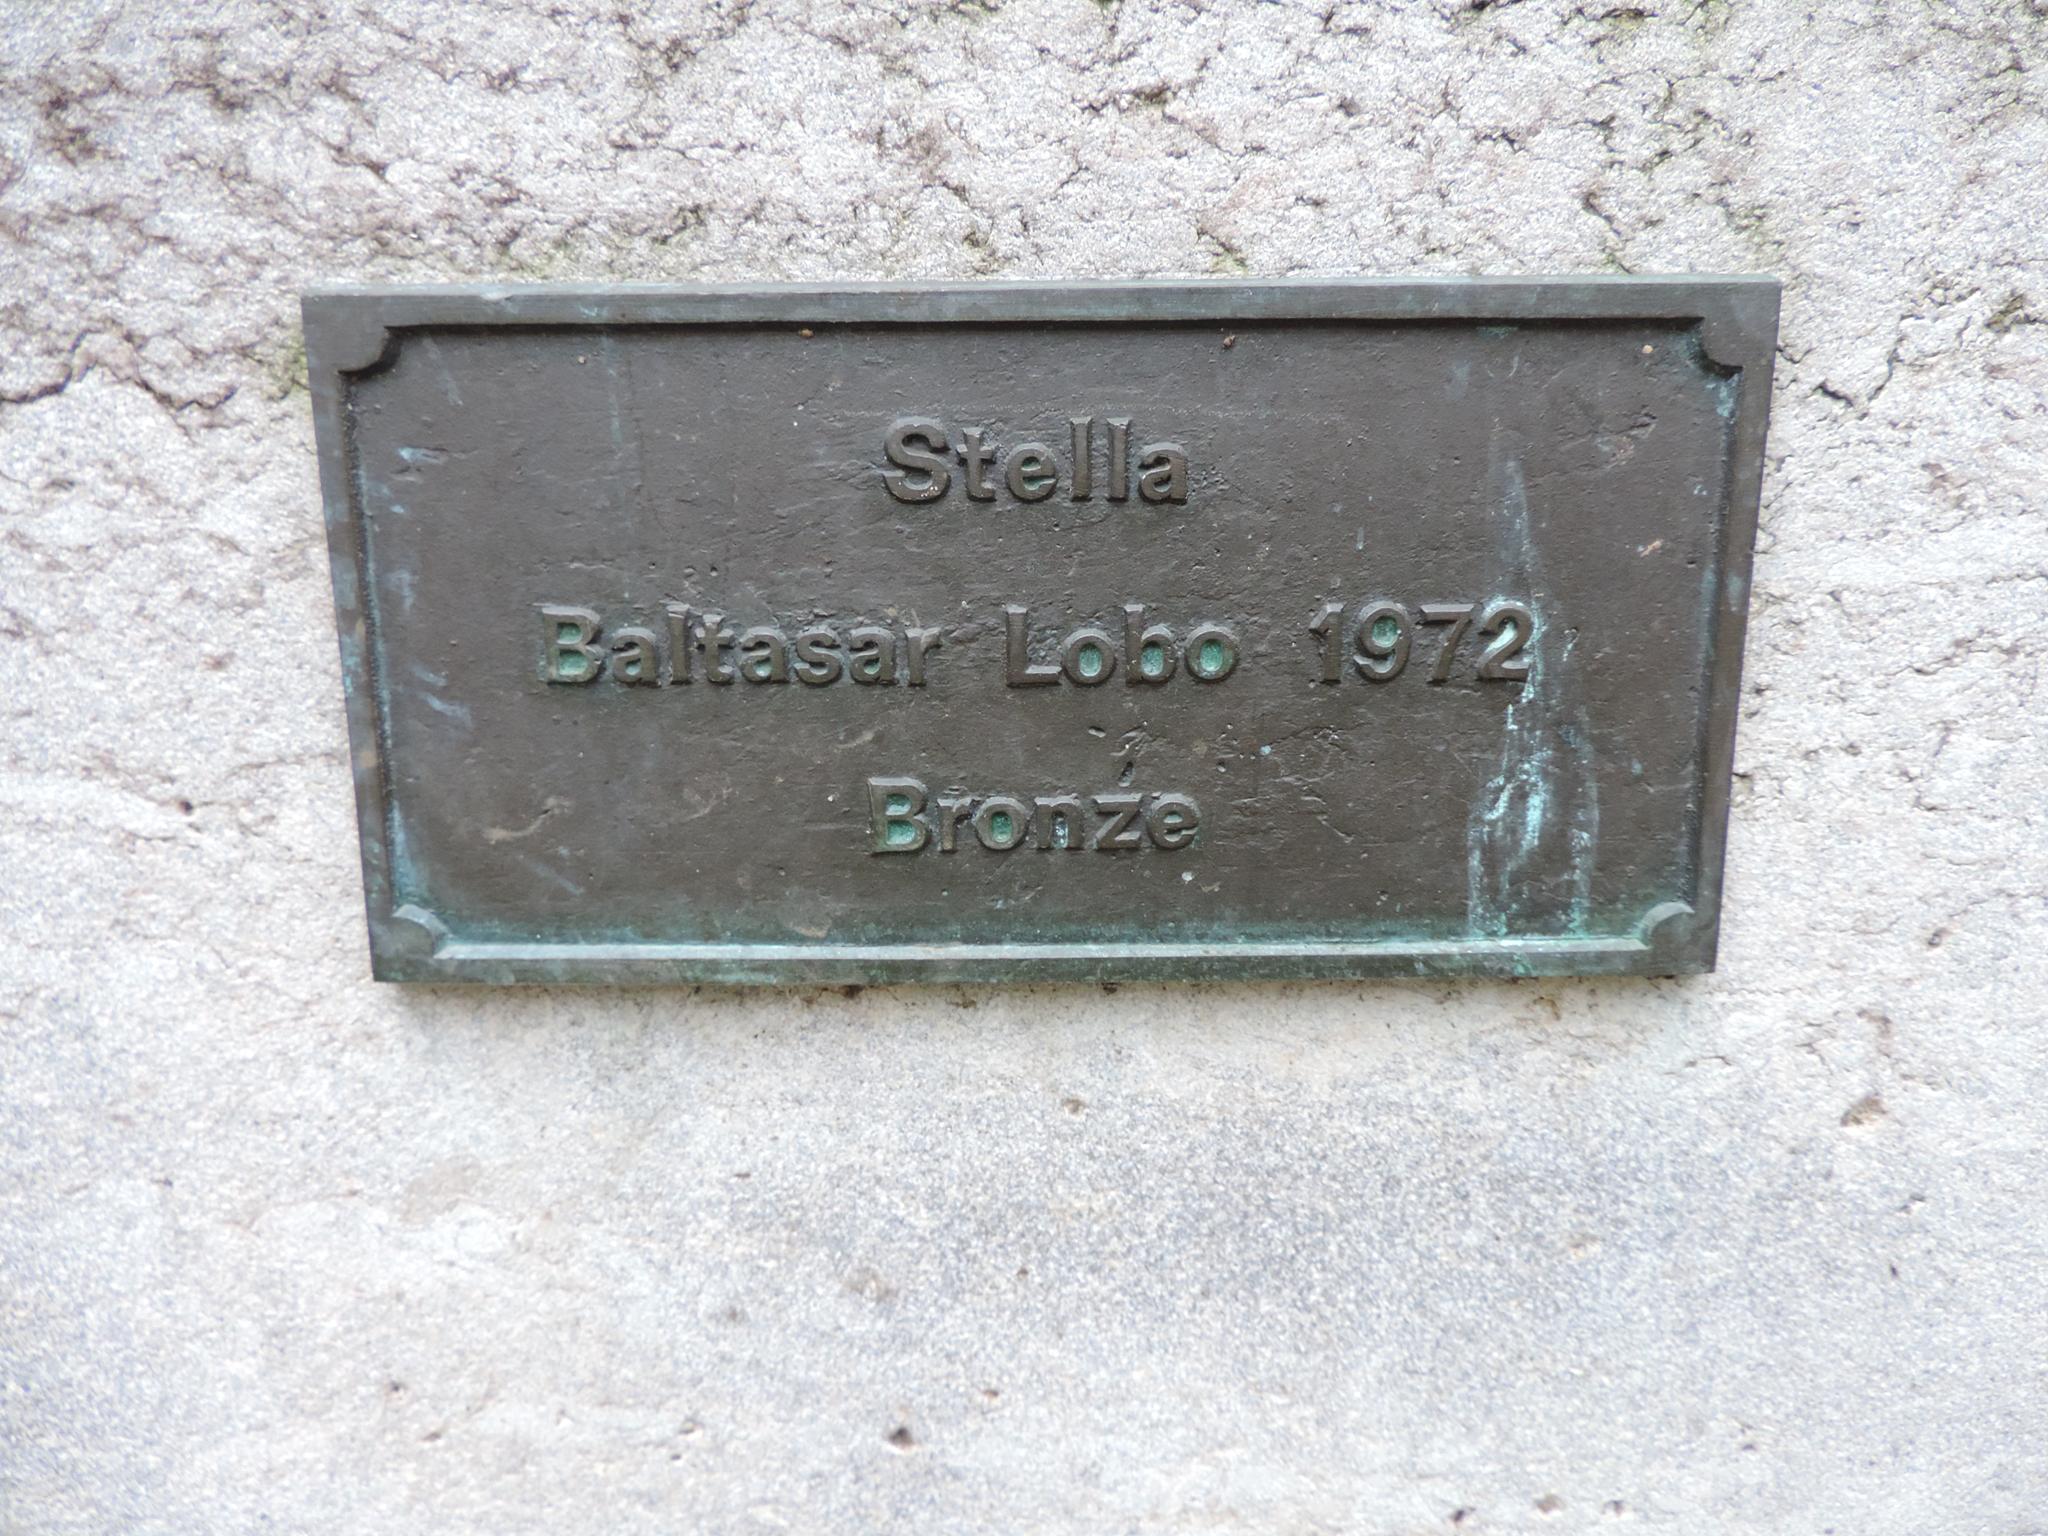 Stella
Baltasar Lobo 1972
Bronze